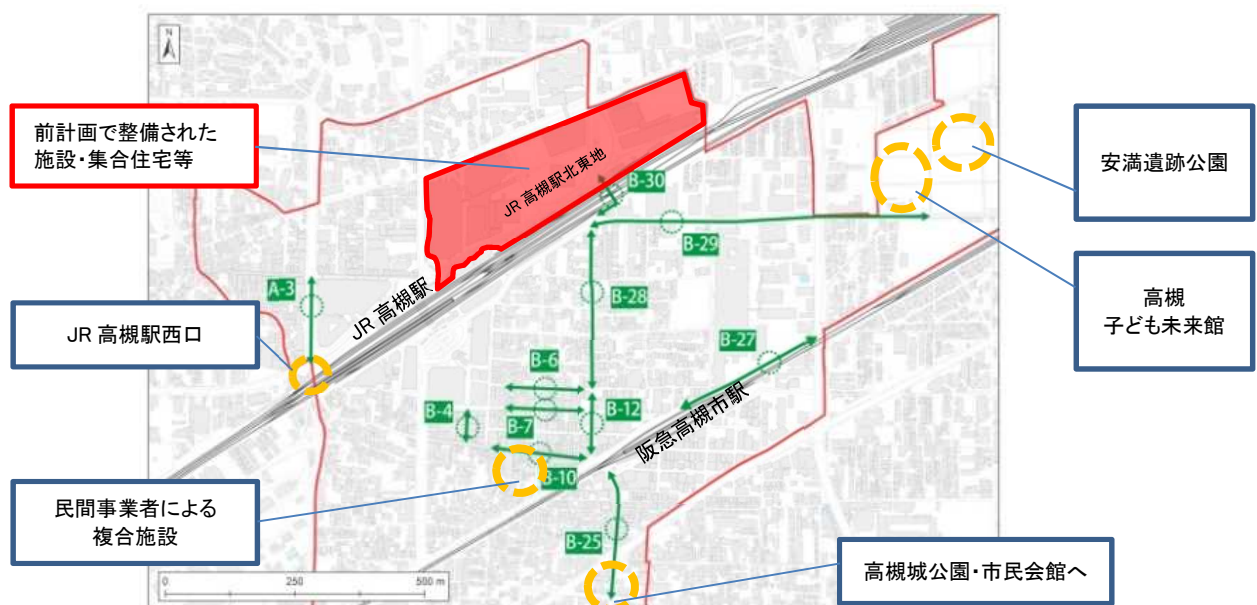 N
前計画で整備された
施設・集合住宅等
安満遺跡公園
JR 高槻駅北東地
B-30
B-29
A-3
JR 高槻駅
B-28
JR 高槻駅西口
高槻
子ども未来館
B-27
B-6
B-4
B-7
B-12
阪急高槻市駅
B-10
民間事業者による
複合施設
B-25
高槻城公園・市民会館へ
0 250 500 m